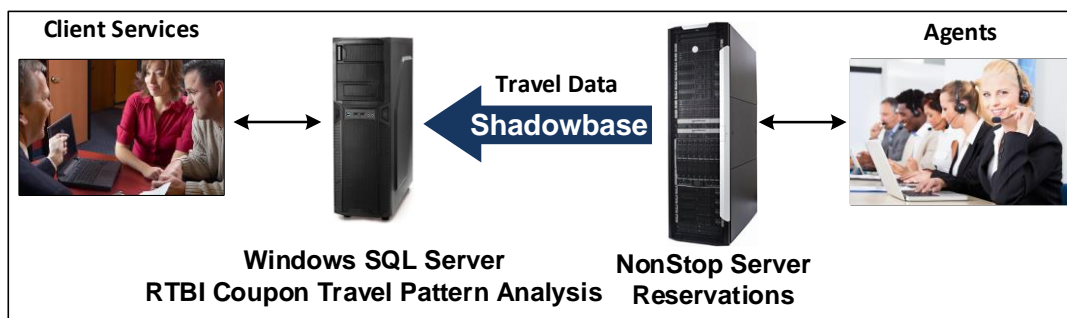 Client Services
Agents
Travel Data
Shadowbase
Windows SQL Server
RTBI Coupon Travel Pattern Analysis
NonStop Server
Reservations